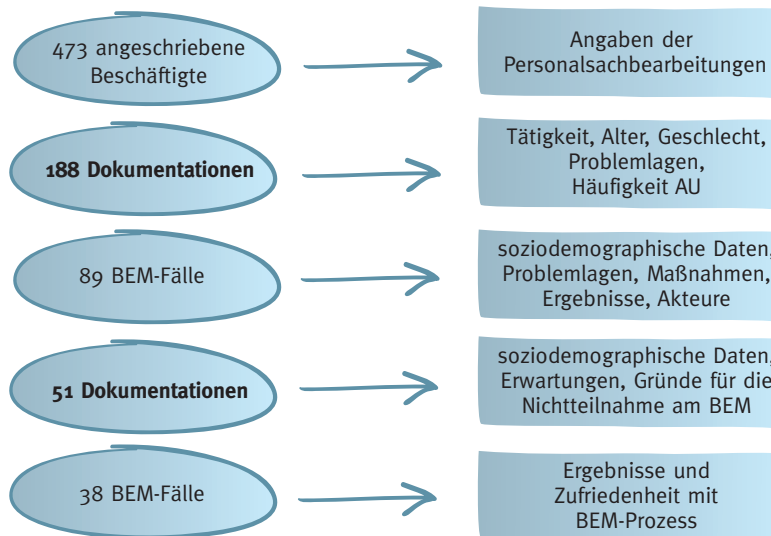 473 angeschriebene
Beschäftigte
Angaben der
Personalsachbearbeitungen
188 Dokumentationen
Tätigkeit, Alter, Geschlecht,
Problemlagen,
Häufigkeit AU
89 BEM-Fälle
soziodemographische Daten,
Problemlagen, Maßnahmen,
Ergebnisse, Akteure
51 Dokumentationen
soziodemographische Daten,
Erwartungen, Gründe für die
Nichtteilnahme am BEM
38 BEM-Fälle
Ergebnisse und
Zufriedenheit mit
BEM-Prozess